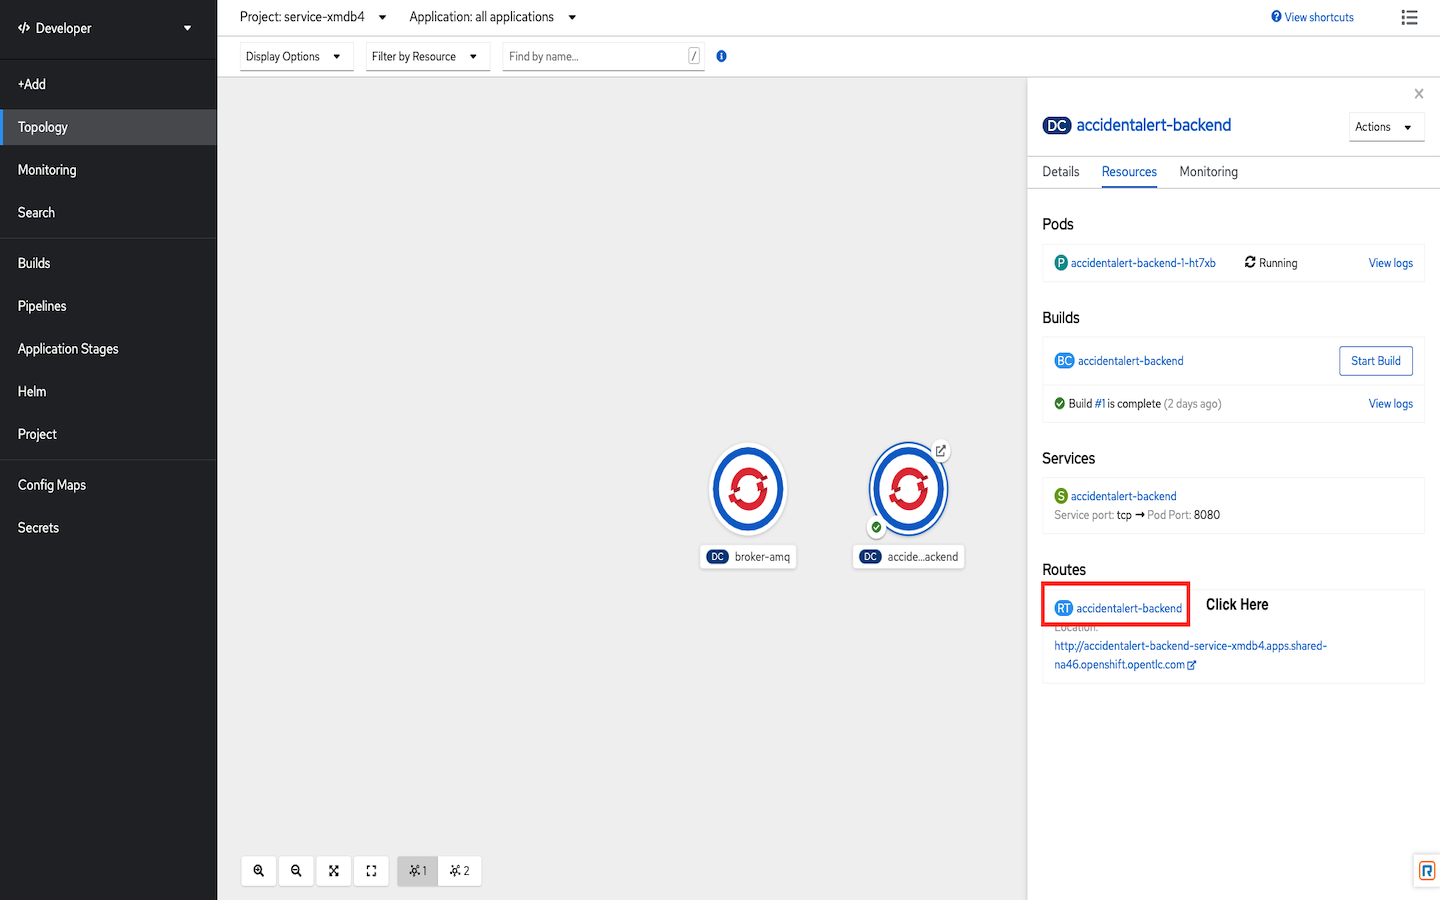 Developer
Project: service-xmdb4
Application: all applications
View shortcuts
Display Options
Filter by Resource
Find by name...
/
+Add
Topology
Monitoring
Search
Builds
Pipelines
Application Stages
Helm
Project
Config Maps
Secrets
DC broker-amq
DC accide...ackend
1
2
DC accidentalert-backend
Actions
Details
Resources
Monitoring
Pods
P accidentalert-backend-1-ht7xb
Running
View logs
Builds
BC accidentalert-backend
Start Build
Build #1 is complete (2 days ago)
View logs
Services
S accidentalert-backend
Service port: tcp → Pod Port: 8080
Routes
RT accidentalert-backend
Click Here
Location:
http://accidentalert-backend-service-xmdb4.apps.shared-
na46.openshift.opentlc.com